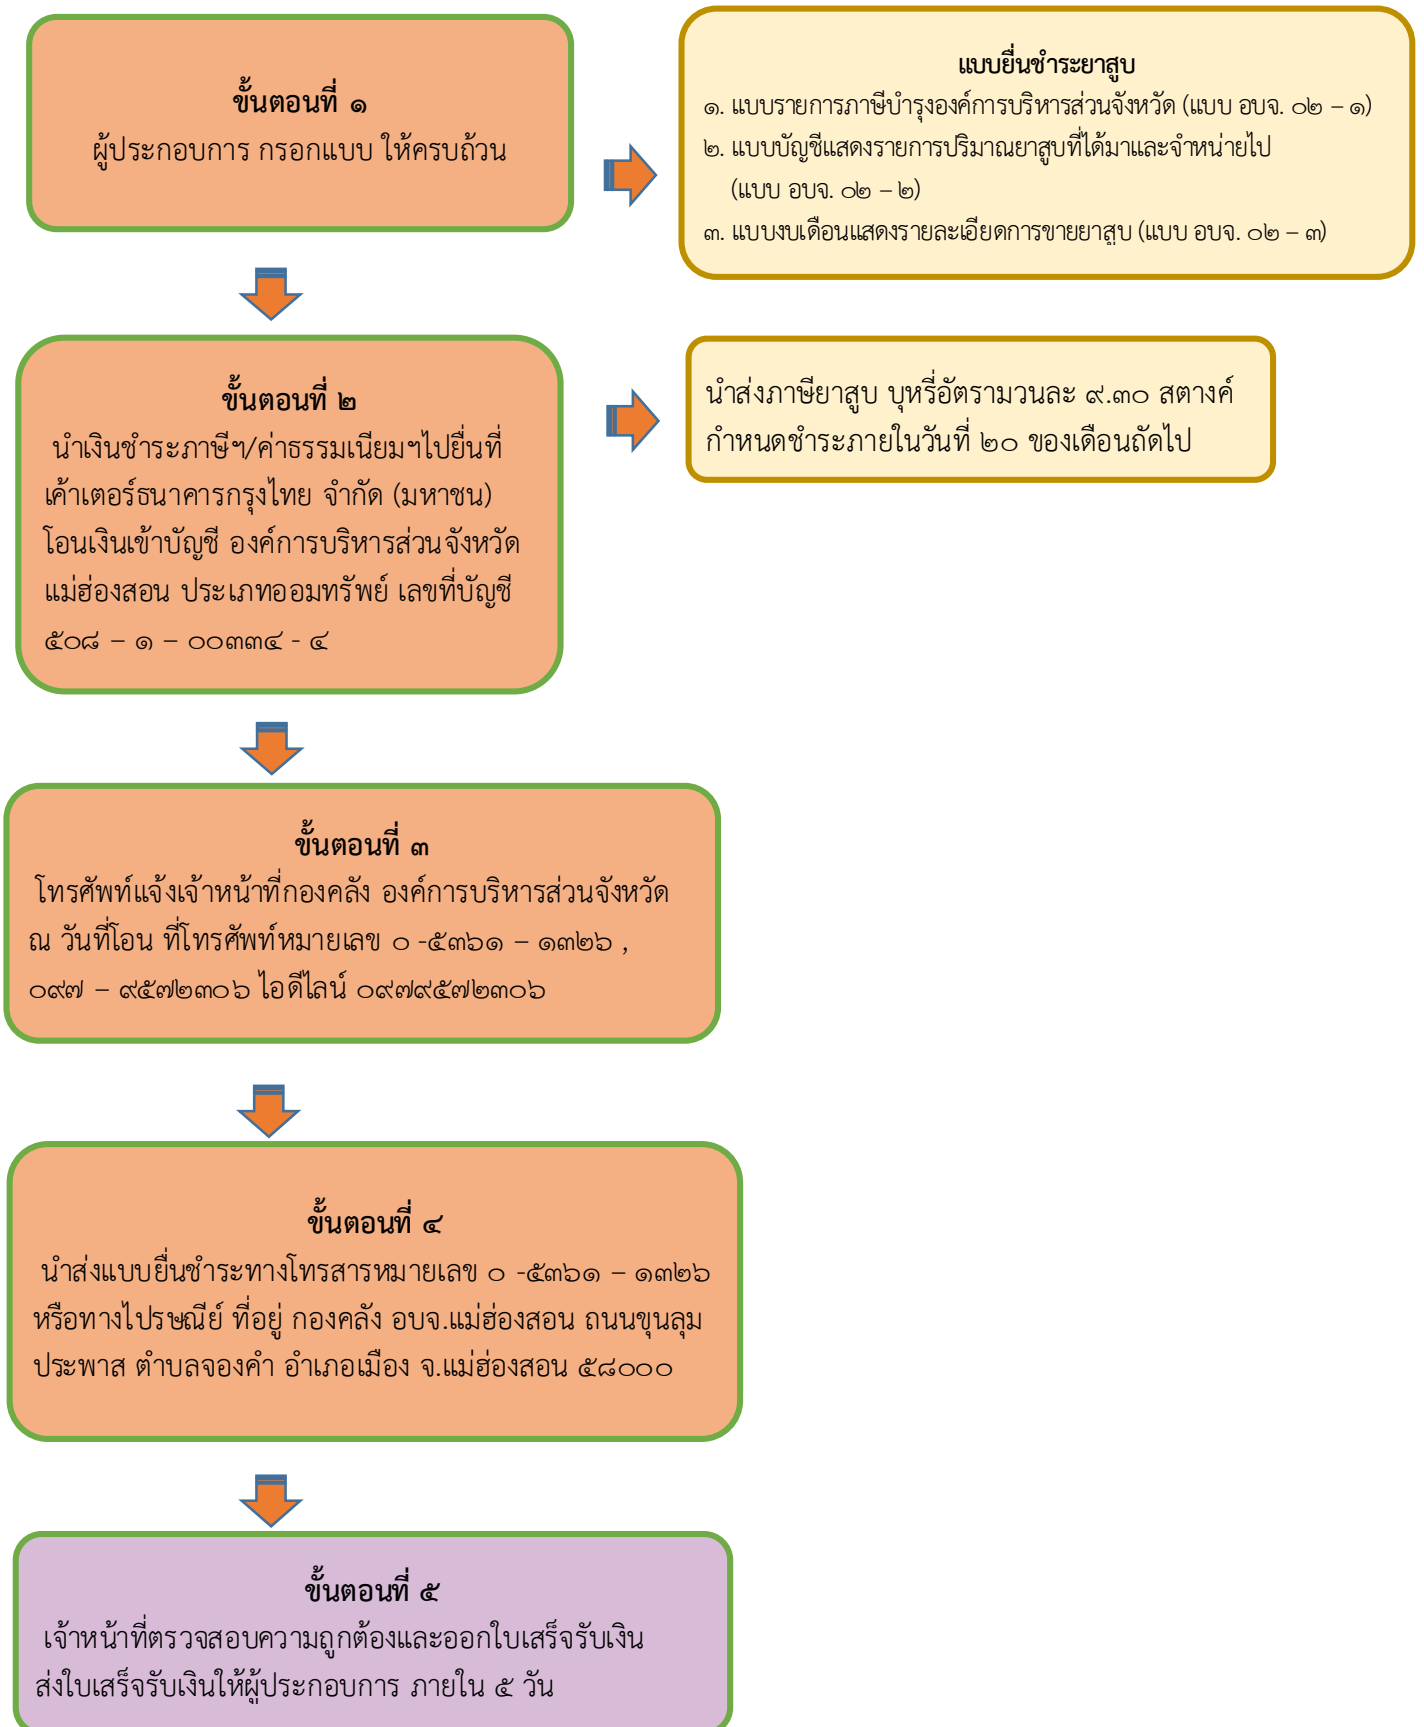 ขั้นตอนที่ ๑
ผู้ประกอบการ กรอกแบบ ให้ครบถ้วน
แบบยื่นชำระยาสูบ
๑. แบบรายการภาษีบำรุงองค์การบริหารส่วนจังหวัด (แบบ อบจ. ๐๒ – ๑)
๒. แบบบัญชีแสดงรายการปริมาณยาสูบที่ได้มาและจำหน่ายไป
(แบบ อบจ. ๐๒ – ๒)
๓. แบบงบเดือนแสดงรายละเอียดการขายยาสูบ (แบบ อบจ. ๐๒ – ๓)
ขั้นตอนที่ ๒
นำเงินชำระภาษีฯ/ค่าธรรมเนียมฯไปยื่นที่
เค้าเตอร์ธนาคารกรุงไทย จำกัด (มหาชน)
โอนเงินเข้าบัญชี องค์การบริหารส่วนจังหวัด
แม่ฮ่องสอน ประเภทออมทรัพย์ เลขที่บัญชี
๕๐๘ – ๑ – ๐๐๓๓๔ - ๔
นำส่งภาษียาสูบ บุหรี่อัตรามวนละ ๙.๓๐ สตางค์
กำหนดชำระภายในวันที่ ๒๐ ของเดือนถัดไป
ขั้นตอนที่ ๓
โทรศัพท์แจ้งเจ้าหน้าที่กองคลัง องค์การบริหารส่วนจังหวัด
ณ วันที่โอน ที่โทรศัพท์หมายเลข ๐ -๕๓๖๑ – ๑๓๒๖ ,
๐๙๗ – ๙๕๗๒๓๐๖ ไอดีไลน์ ๐๙๗๙๕๗๒๓๐๖
ขั้นตอนที่ ๔
นำส่งแบบยื่นชำระทางโทรสารหมายเลข ๐ -๕๓๖๑ – ๑๓๒๖
หรือทางไปรษณีย์ ที่อยู่ กองคลัง อบจ.แม่ฮ่องสอน ถนนขุนลุม
ประพาส ตำบลจองคำ อำเภอเมือง จ.แม่ฮ่องสอน ๕๘๐๐๐
ขั้นตอนที่ ๕
เจ้าหน้าที่ตรวจสอบความถูกต้องและออกใบเสร็จรับเงิน
ส่งใบเสร็จรับเงินให้ผู้ประกอบการ ภายใน ๕ วัน